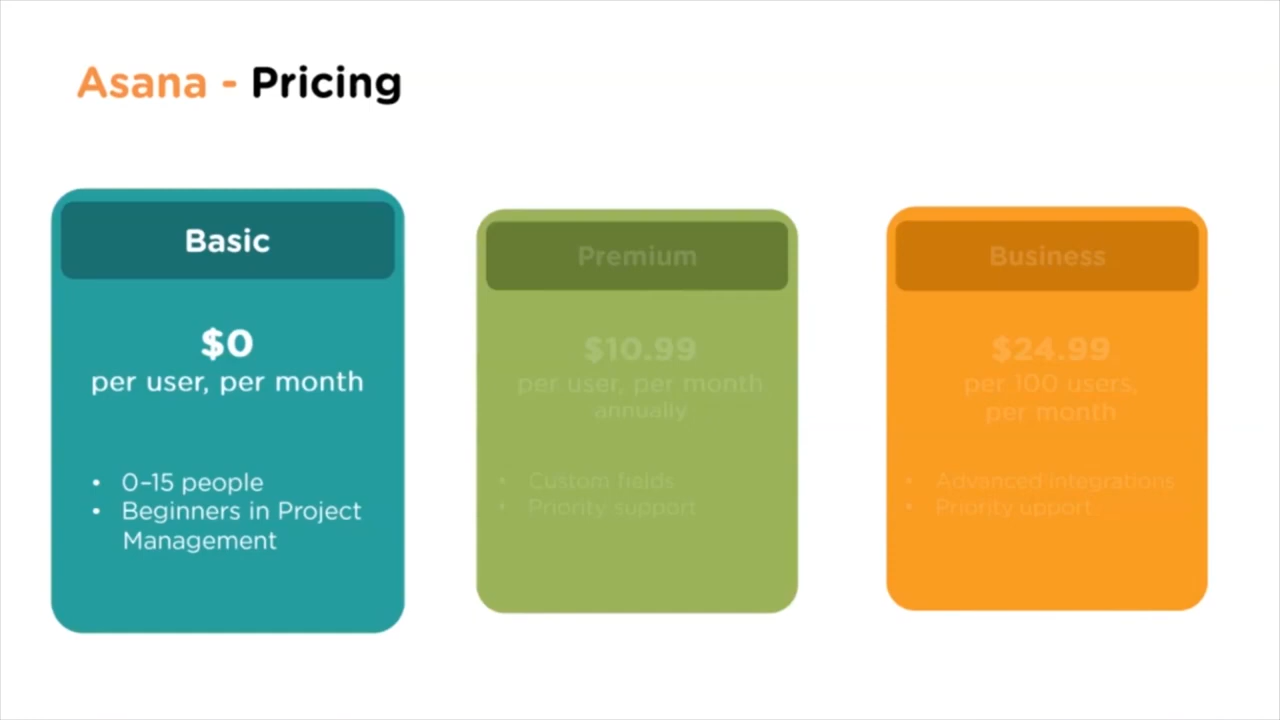 Asana - Pricing
Basic
$0
per user, per month
• 0–15 people
• Beginners in Project
Management
Premium
$10.99
per user, per month
annually
• Custom fields
• Priority support
Business
$24.99
per 100 users,
per month
• Advanced integrations
• Priority upport